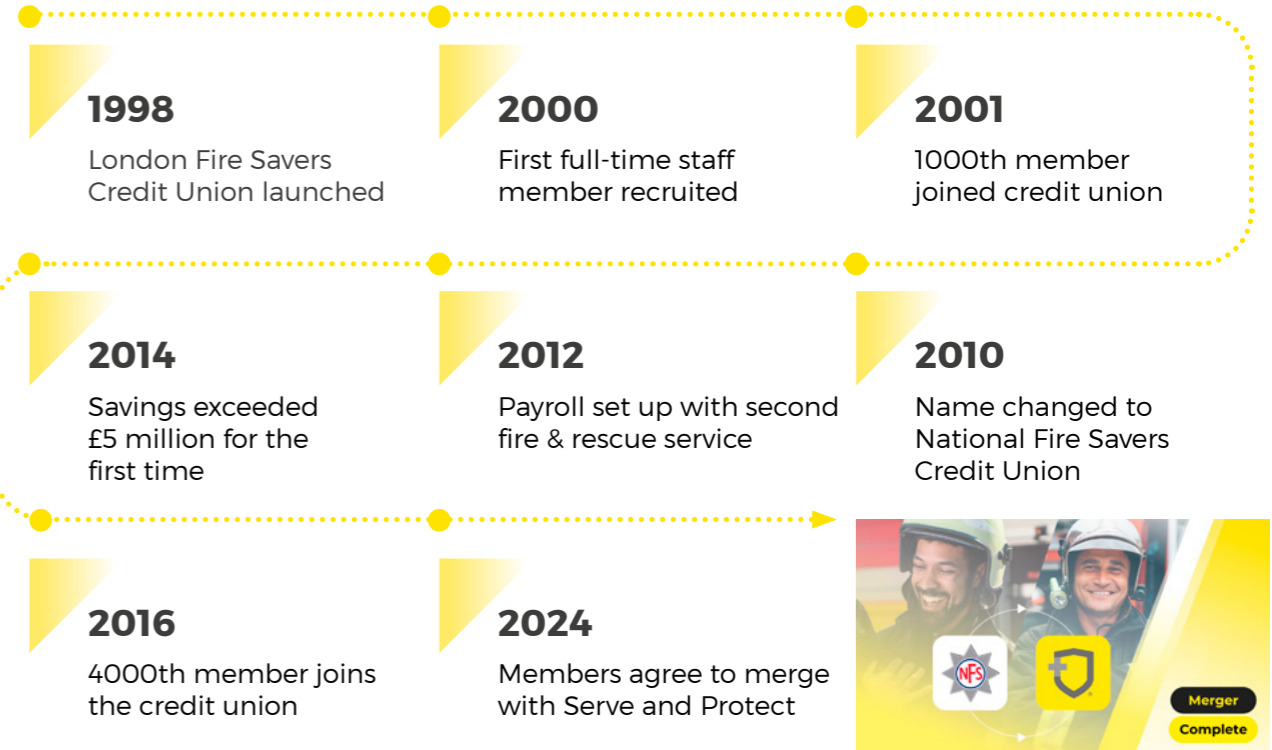 1998
London Fire Savers
Credit Union launched
2000
First full-time staff
member recruited
2001
1000th member
joined credit union
2010
Name changed to
National Fire Savers
Credit Union
2012
Payroll set up with second
fire & rescue service
2014
Savings exceeded
£5 million for the
first time
2016
4000th member joins
the credit union
2024
Members agree to merge
with Serve and Protect
NFS
Merger
Complete